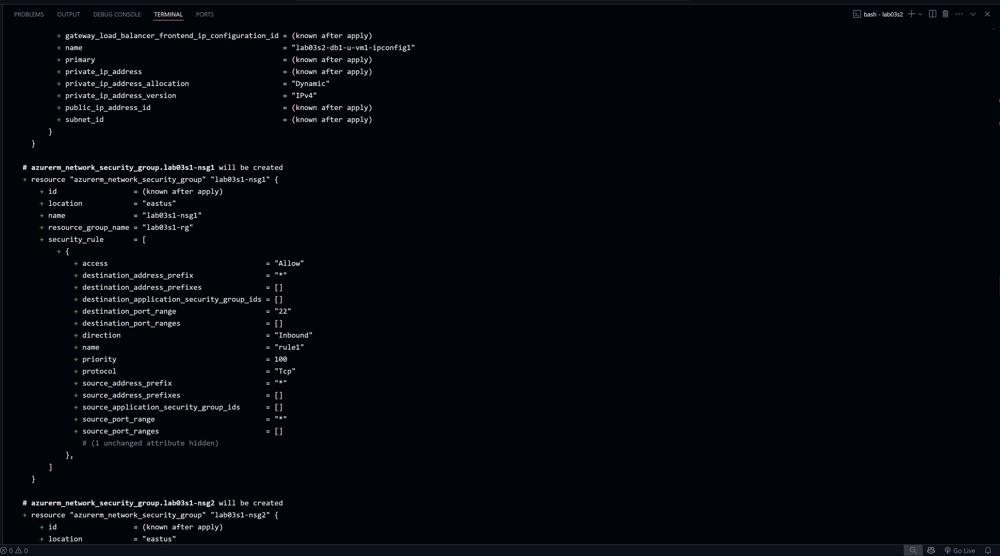 PROBLEMS OUTPUT DEBUG CONSOLE TERMINAL PORTS bash - lab03s2
+ gateway_load_balancer_frontend_ip_configuration_id = (known after apply)
+ name = "lab03s2-db1-u-vm1-ipconfig1"
+ primary = (known after apply)
+ private_ip_address = (known after apply)
+ private_ip_address_allocation = "Dynamic"
+ private_ip_address_version = "IPv4"
+ public_ip_address_id = (known after apply)
+ subnet_id = (known after apply)
}
}
# azurerm_network_security_group.lab03s1-nsg1 will be created
+ resource "azurerm_network_security_group" "lab03s1-nsg1" {
+ id = (known after apply)
+ location = "eastus"
+ name = "lab03s1-nsg1"
+ resource_group_name = "lab03s1-rg"
+ security_rule = [
+ {
+ access = "Allow"
+ destination_address_prefix = "*"
+ destination_address_prefixes = []
+ destination_application_security_group_ids = []
+ destination_port_range = "22"
+ destination_port_ranges = []
+ direction = "Inbound"
+ name = "rule1"
+ priority = 100
+ protocol = "Tcp"
+ source_address_prefix = "*"
+ source_address_prefixes = []
+ source_application_security_group_ids = []
+ source_port_range = "*"
+ source_port_ranges = []
# (1 unchanged attribute hidden)
},
]
}
# azurerm_network_security_group.lab03s1-nsg2 will be created
+ resource "azurerm_network_security_group" "lab03s1-nsg2" {
+ id = (known after apply)
+ location = "eastus"
0 0 Go Live